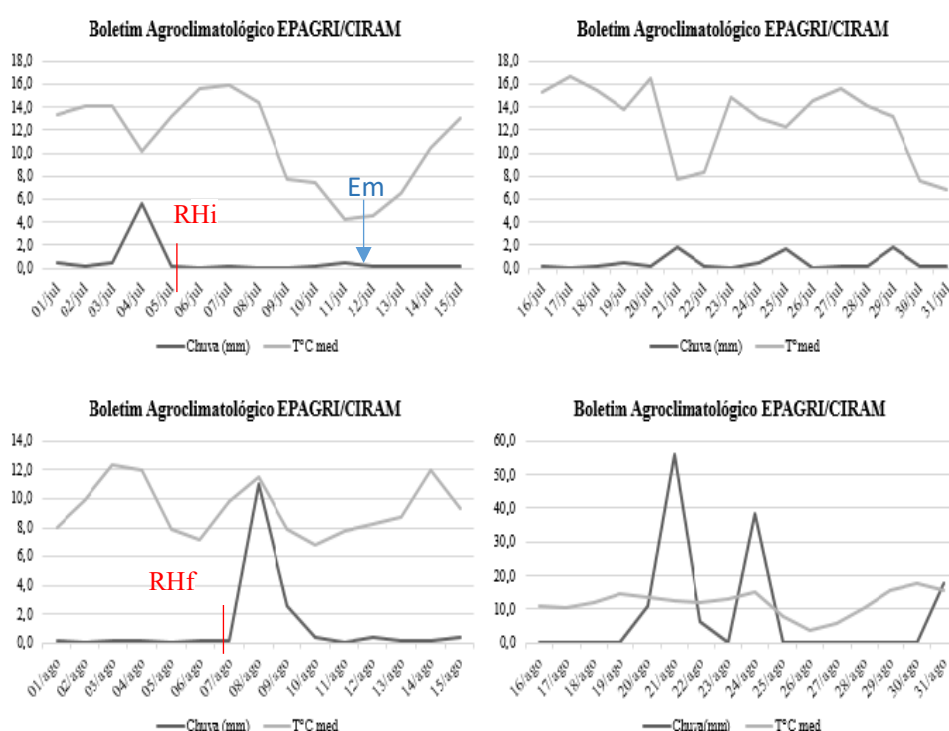 Boletim Agroclimatológico EPAGRI/CIRAM
18,0
16,0
14,0
12,0
10,0
8,0
6,0
4,0
2,0
0,0
Em
RHi
01/jul
02/jul
03/jul
04/jul
05/jul
06/jul
07/jul
08/jul
09/jul
10/jul
11/jul
12/jul
13/jul
14/jul
15/jul
Chuva (mm)
T°C med
Boletim Agroclimatológico EPAGRI/CIRAM
18,0
16,0
14,0
12,0
10,0
8,0
6,0
4,0
2,0
0,0
16/jul
17/jul
18/jul
19/jul
20/jul
21/jul
22/jul
23/jul
24/jul
25/jul
26/jul
27/jul
28/jul
29/jul
30/jul
31/jul
Chuva (mm)
T°med
Boletim Agroclimatológico EPAGRI/CIRAM
14,0
12,0
10,0
8,0
6,0
4,0
2,0
0,0
RHf
01/ago
02/ago
03/ago
04/ago
05/ago
06/ago
07/ago
08/ago
09/ago
10/ago
11/ago
12/ago
13/ago
14/ago
15/ago
Chuva (mm)
T°C med
Boletim Agroclimatológico EPAGRI/CIRAM
60,0
50,0
40,0
30,0
20,0
10,0
0,0
16/ago
17/ago
18/ago
19/ago
20/ago
21/ago
22/ago
23/ago
24/ago
25/ago
26/ago
27/ago
28/ago
29/ago
30/ago
31/ago
Chuva(mm)
T°C med